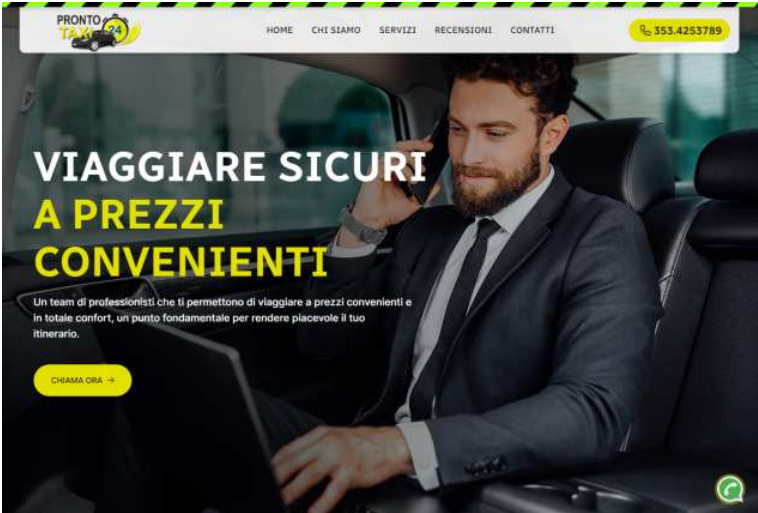 PRONTO
TAXI 24
HOME CHI SIAMO SERVIZI RECENSIONI CONTATTI
353.4253789
VIAGGIARE SICURI
A PREZZI
CONVENIENTI
Un team di professionisti che ti permettono di viaggiare a prezzi convenienti e
in totale confort, un punto fondamentale per rendere piacevole il tuo
itinerario.
CHIAMA ORA →